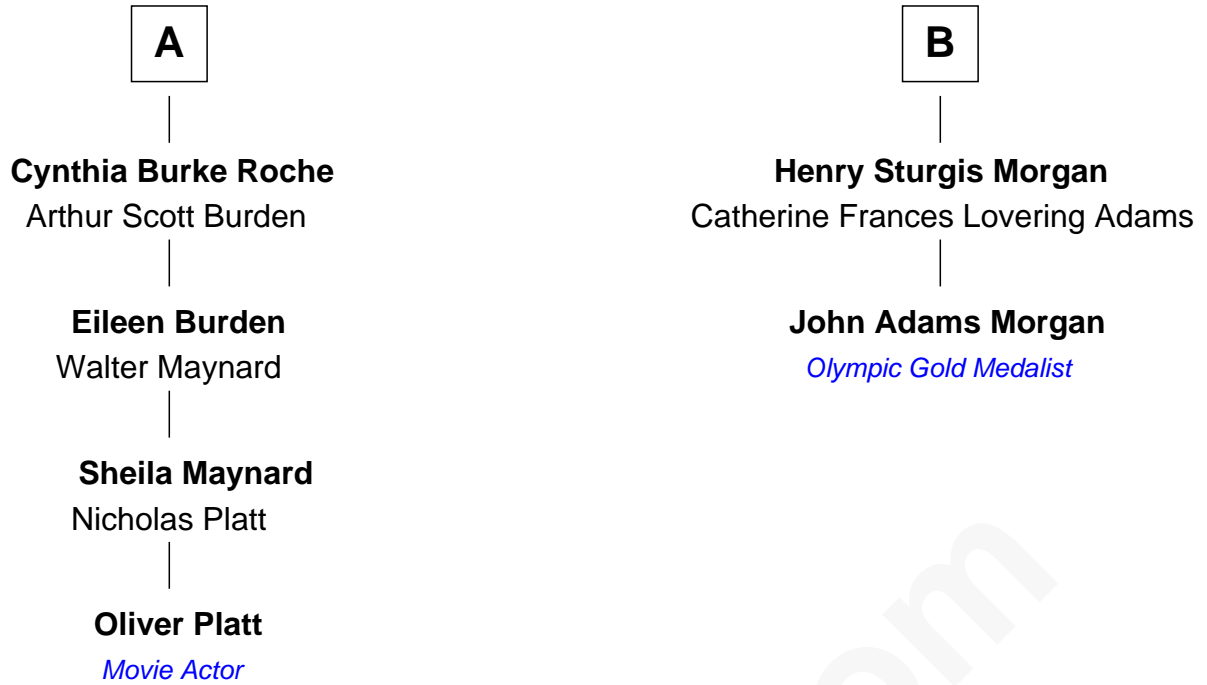 A
Cynthia Burke Roche
Arthur Scott Burden
Eileen Burden
Walter Maynard
Sheila Maynard
Nicholas Platt
Oliver Platt
Movie Actor
B
Henry Sturgis Morgan
Catherine Frances Lovering Adams
John Adams Morgan
Olympic Gold Medalist
om